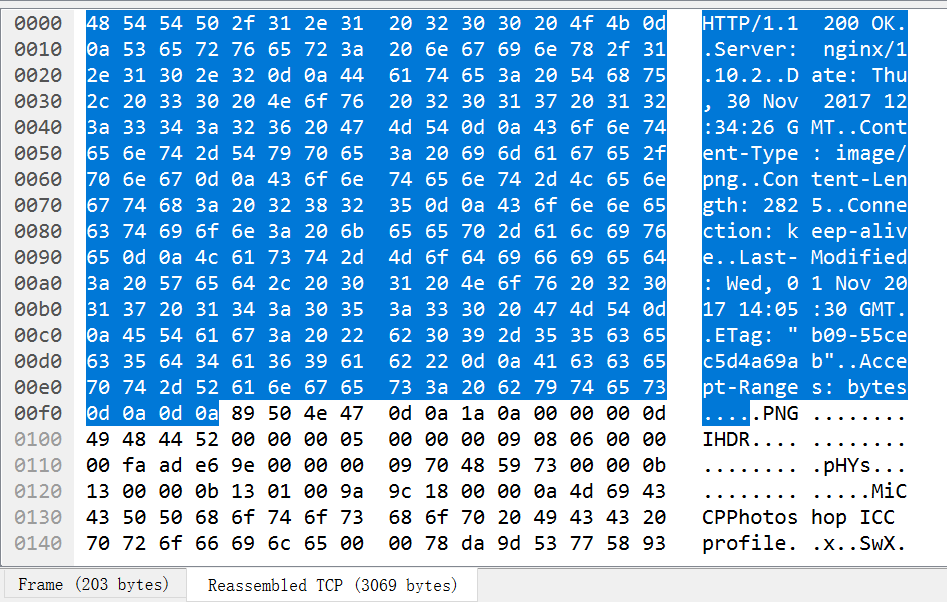 0000 48 54 54 50 2f 31 2e 31 20 32 30 30 20 4f 4b 0d HTTP/1.1 200 OK.
0010 0a 53 65 72 76 65 72 3a 20 6e 67 69 6e 78 2f 31 .Server: nginx/1
0020 2e 31 30 2e 32 0d 0a 44 61 74 65 3a 20 54 68 75 .10.2..D ate: Thu
0030 2c 20 33 30 20 4e 6f 76 20 32 30 31 37 20 31 32 , 30 Nov 2017 12
0040 3a 33 34 3a 32 36 20 47 4d 54 0d 0a 43 6f 6e 74 :34:26 G MT..Cont
0050 65 6e 74 2d 54 79 70 65 3a 20 69 6d 61 67 65 2f ent-Type : image/
0060 70 6e 67 0d 0a 43 6f 6e 74 65 6e 74 2d 4c 65 6e png..Con tent-Len
0070 67 74 68 3a 20 32 38 32 35 0d 0a 43 6f 6e 6e 65 gth: 282 5..Conne
0080 63 74 69 6f 6e 3a 20 6b 65 65 70 2d 61 6c 69 76 ction: k eep-aliv
0090 65 0d 0a 4c 61 73 74 2d 4d 6f 64 69 66 69 65 64 e..Last- Modified
00a0 3a 20 57 65 64 2c 20 30 31 20 4e 6f 76 20 32 30 : Wed, 0 1 Nov 20
00b0 31 37 20 31 34 3a 30 35 3a 33 30 20 47 4d 54 0d 17 14:05 :30 GMT.
00c0 0a 45 54 61 67 3a 20 22 62 30 39 2d 35 35 63 65 .ETag: " b09-55ce
00d0 63 35 64 34 61 36 39 61 62 22 0d 0a 41 63 63 65 c5d4a69a b"..Acce
00e0 70 74 2d 52 61 6e 67 65 73 3a 20 62 79 74 65 73 pt-Range s: bytes
00f0 0d 0a 0d 0a 89 50 4e 47 0d 0a 1a 0a 00 00 00 0d .....PNG ........
0100 49 48 44 52 00 00 00 05 00 00 00 09 08 06 00 00 IHDR.... ........
0110 00 fa ad e6 9e 00 00 00 09 70 48 59 73 00 00 0b ........ .pHYs...
0120 13 00 00 0b 13 01 00 9a 9c 18 00 00 0a 4d 69 43 ........ .....MiC
0130 43 50 50 68 6f 74 6f 73 68 6f 70 20 49 43 43 20 CPPhotos hop ICC
0140 70 72 6f 66 69 6c 65 00 00 78 da 9d 53 77 58 93 profile. .x..SwX.
Frame (203 bytes) Reassembled TCP (3069 bytes)